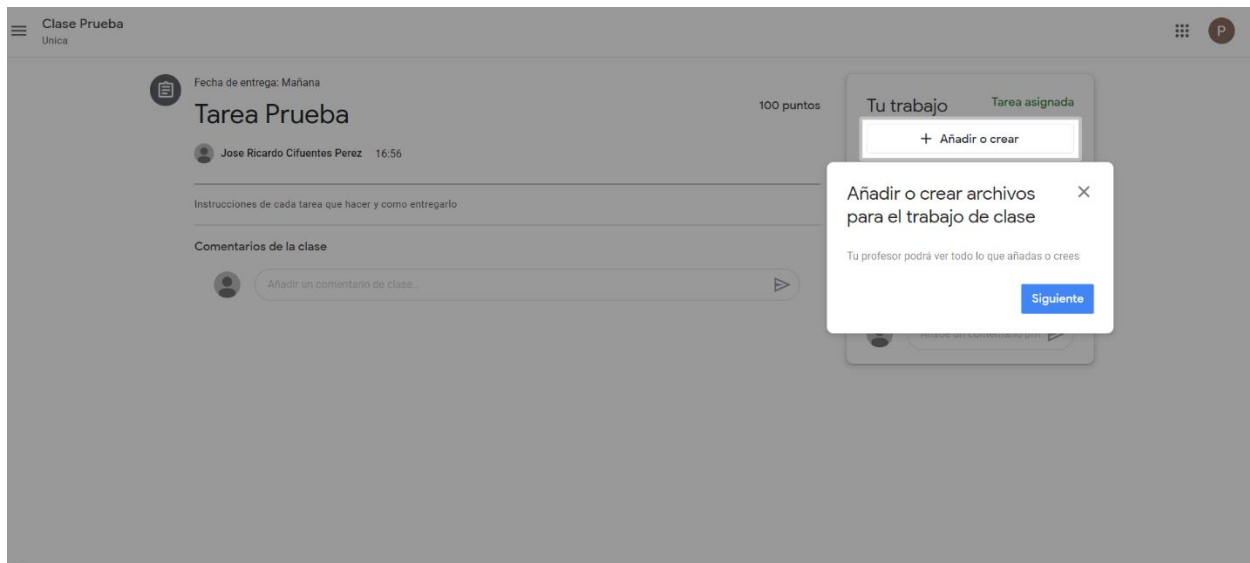 Clase Prueba
Unica
P
Fecha de entrega: Mañana
Tarea Prueba
100 puntos
Jose Ricardo Cifuentes Perez 16:56
Instrucciones de cada tarea que hacer y como entregarlo
Comentarios de la clase
Añadir un comentario de clase...
Tu trabajo
Tarea asignada
+ Añadir o crear
Añadir o crear archivos
para el trabajo de clase
Tu profesor podrá ver todo lo que añadas o crees
Siguiente